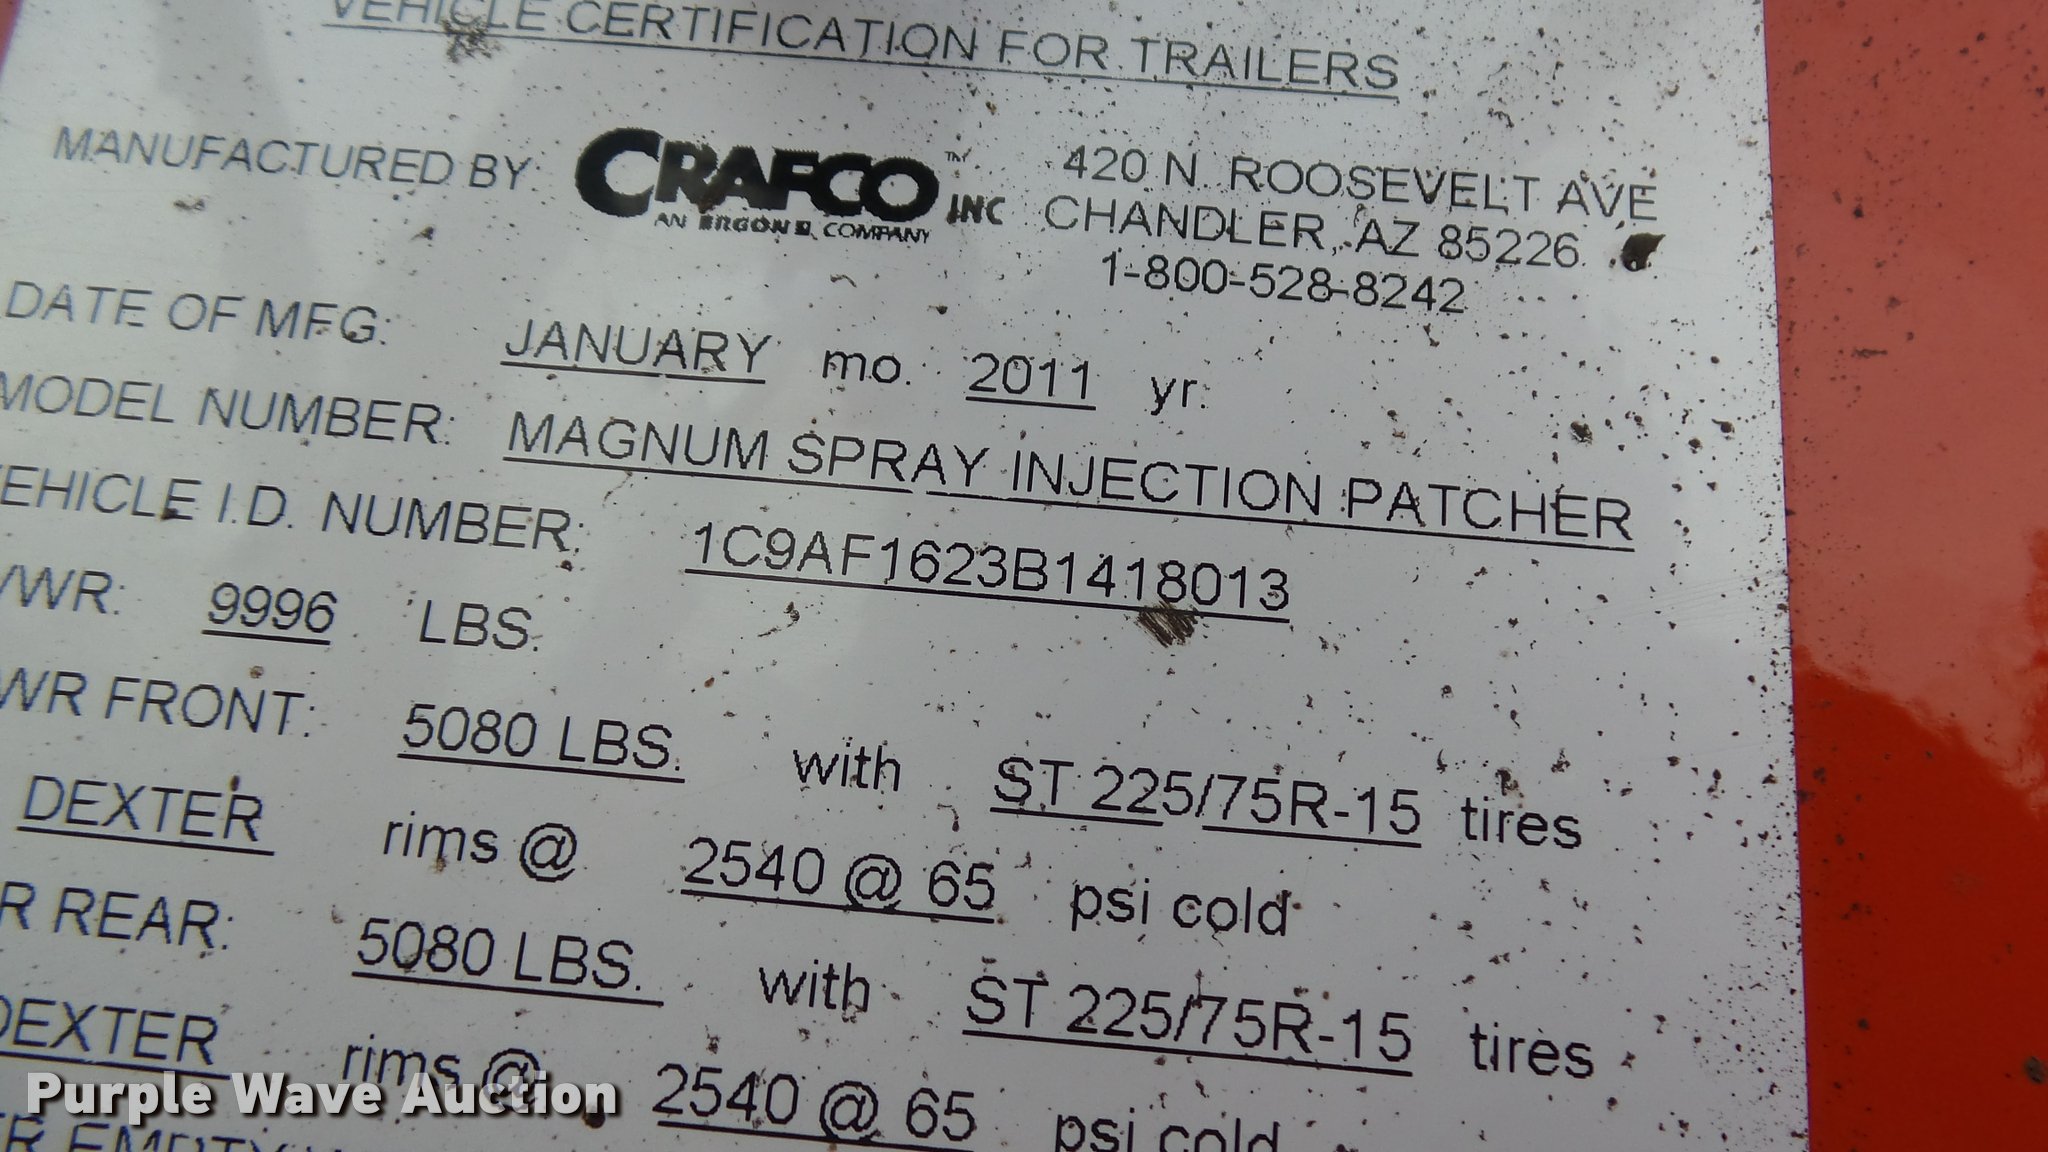 VEHICLE CERTIFICATION FOR TRAILERS
MANUFACTURED BY CRAFCO INC ™
AN ERGON COMPANY
420 N. ROOSEVELT AVE
CHANDLER, AZ 85226
1-800-528-8242
DATE OF MFG: JANUARY mo. 2011 yr.
MODEL NUMBER: MAGNUM SPRAY INJECTION PATCHER
EHICLE I.D. NUMBER: 1C9AF1623B1418013
VWR: 9996 LBS.
WR FRONT: 5080 LBS. with ST 225/75R-15 tires
DEXTER rims @ 2540 @ 65 psi cold
R REAR: 5080 LBS. with ST 225/75R-15 tires
DEXTER rims @ 2540 @ 65 psi cold
Purple Wave Auction